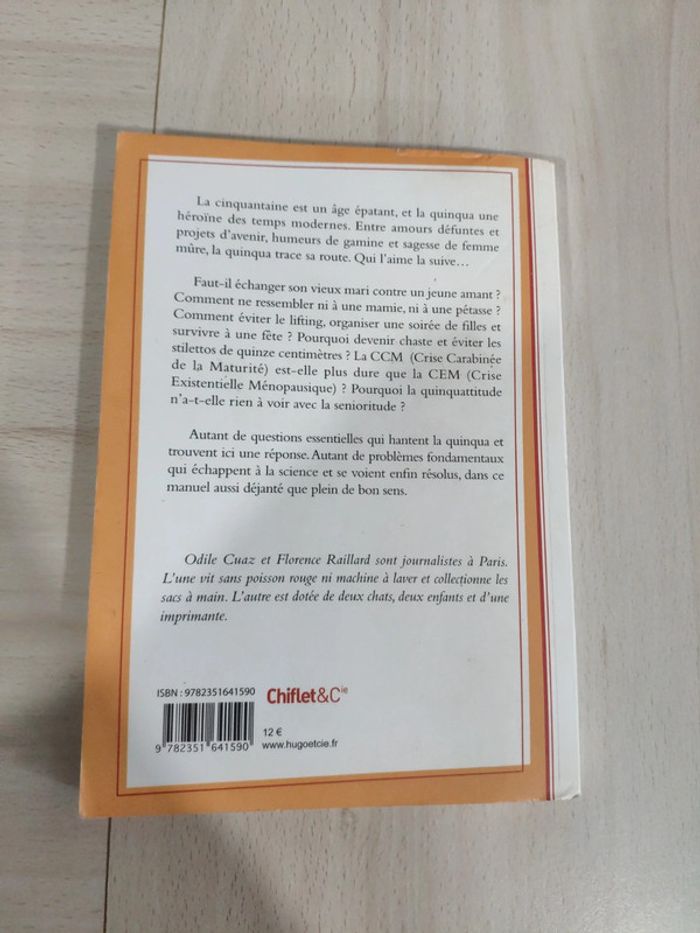 La cinquantaine est un âge épatant, et la quinqua une
héroïne des temps modernes. Entre amours défuntes et
projets d'avenir, humeurs de gamine et sagesse de femme
mûre, la quinqua trace sa route. Qui l'aime la suive…
Faut-il échanger son vieux mari contre un jeune amant ?
Comment ne ressembler ni à une mamie, ni à une pétasse ?
Comment éviter le lifting, organiser une soirée de filles et
survivre à une fête ? Pourquoi devenir chaste et éviter les
stilettos de quinze centimètres ? La CCM (Crise Carabinée
de la Maturité) est-elle plus dure que la CEM (Crise
Existentielle Ménopausique) ? Pourquoi la quinquattitude
n'a-t-elle rien à voir avec la senioritude ?
Autant de questions essentielles qui hantent la quinqua et
trouvent ici une réponse. Autant de problèmes fondamentaux
qui échappent à la science et se voient enfin résolus, dans ce
manuel aussi déjanté que plein de bon sens.
Odile Cuaz et Florence Raillard sont journalistes à Paris.
L'une vit sans poisson rouge ni machine à laver et collectionne les
sacs à main. L'autre est dotée de deux chats, deux enfants et d'une
imprimante.
ISBN : 9782351641590
Chiflet&Cie
12 €
www.hugoetcie.fr
9 782351 641590